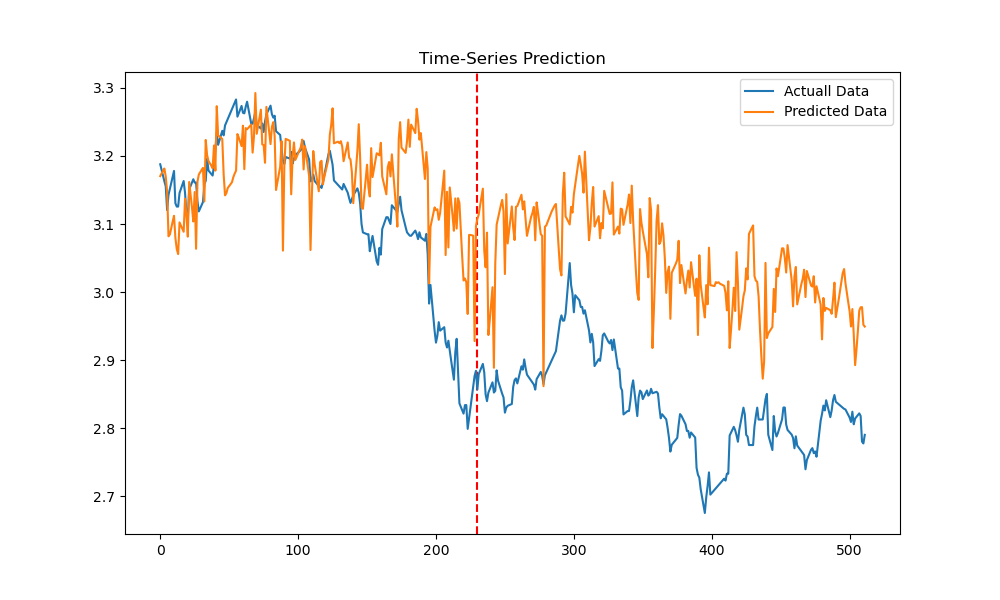 Time-Series Prediction
Actuall Data
Predicted Data
3.3
3.2
3.1
3.0
2.9
2.8
2.7
0 100 200 300 400 500